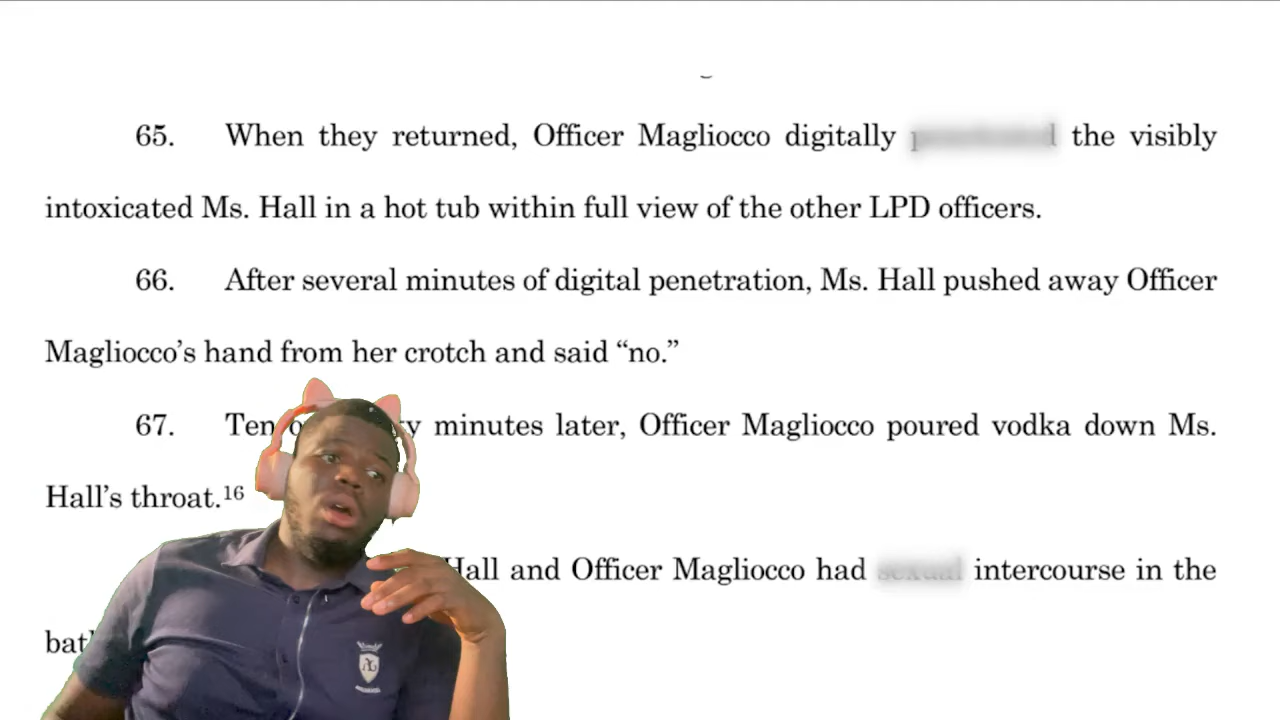 65. When they returned, Officer Magliocco digitally the visibly
intoxicated Ms. Hall in a hot tub within full view of the other LPD officers.
66. After several minutes of digital penetration, Ms. Hall pushed away Officer
Magliocco’s hand from her crotch and said “no.”
67. minutes later, Officer Magliocco poured vodka down Ms.
Hall’s throat.16
Hall and Officer Magliocco had sexual intercourse in the